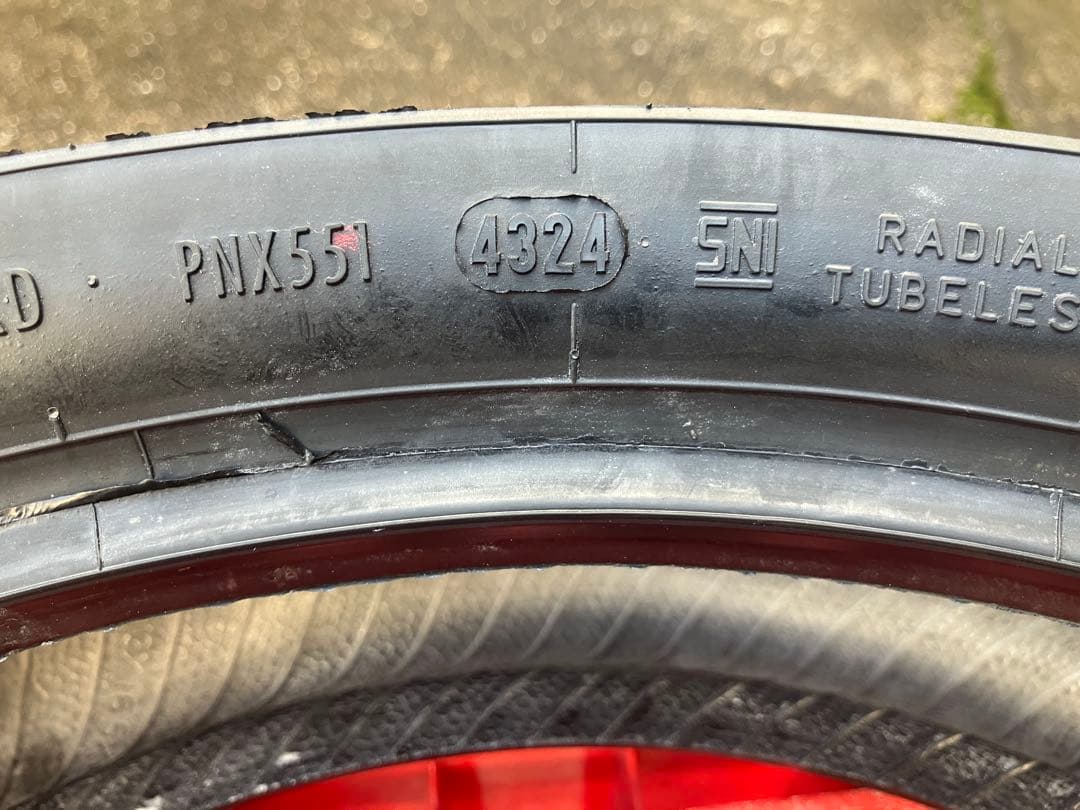 PNX551
4324
SNI
RADIAL
TUBELES